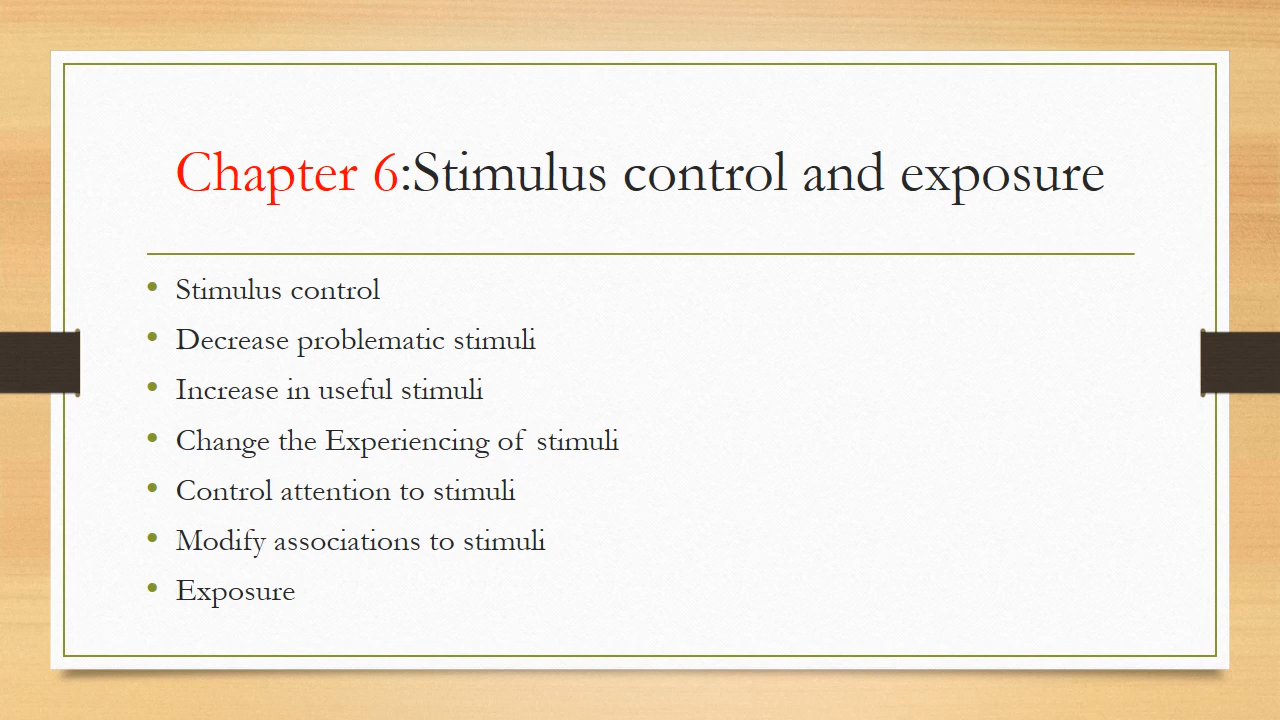 Chapter 6:Stimulus control and exposure
• Stimulus control
• Decrease problematic stimuli
• Increase in useful stimuli
• Change the Experiencing of stimuli
• Control attention to stimuli
• Modify associations to stimuli
• Exposure